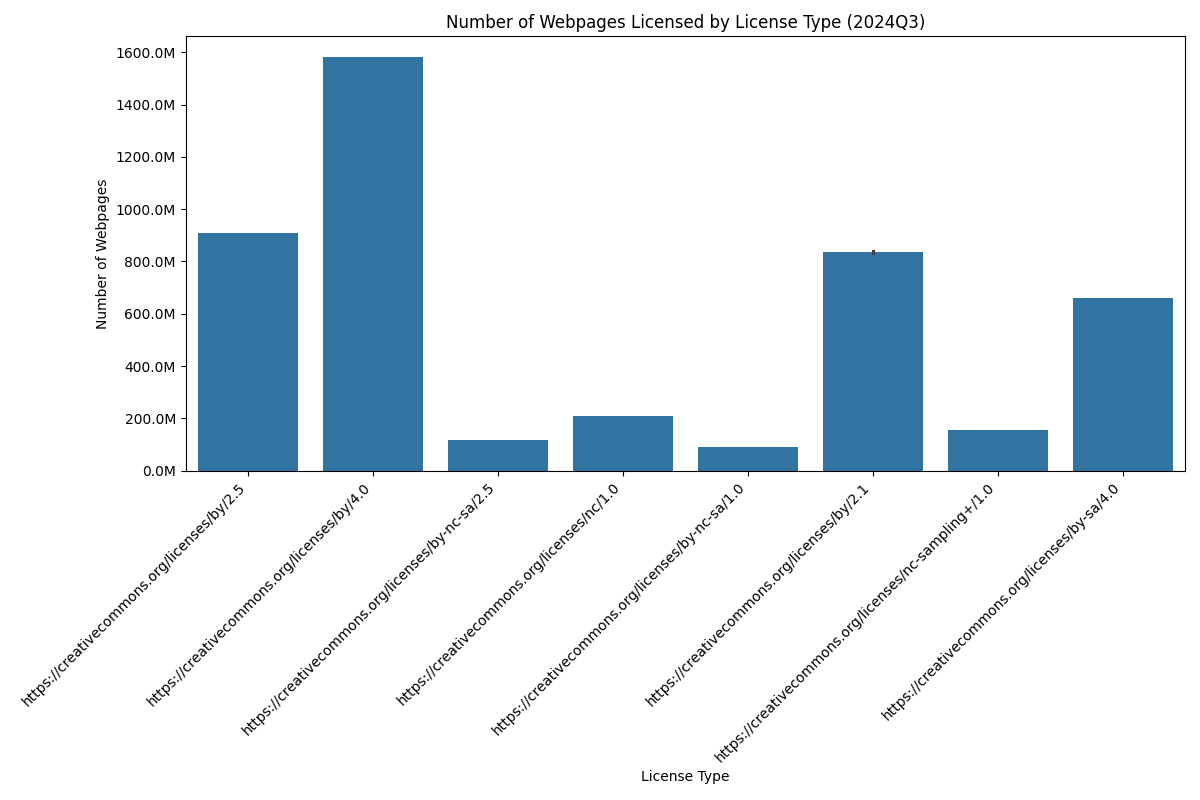 Number of Webpages Licensed by License Type (2024Q3)
Number of Webpages
1600.0M
1400.0M
1200.0M
1000.0M
800.0M
600.0M
400.0M
200.0M
0.0M
https://creativecommons.org/licenses/by/2.5
https://creativecommons.org/licenses/by/4.0
https://creativecommons.org/licenses/by-nc-sa/2.5
https://creativecommons.org/licenses/nc/1.0
https://creativecommons.org/licenses/by-nc-sa/1.0
https://creativecommons.org/licenses/by/2.1
https://creativecommons.org/licenses/nc-sampling+/1.0
https://creativecommons.org/licenses/by-sa/4.0
License Type